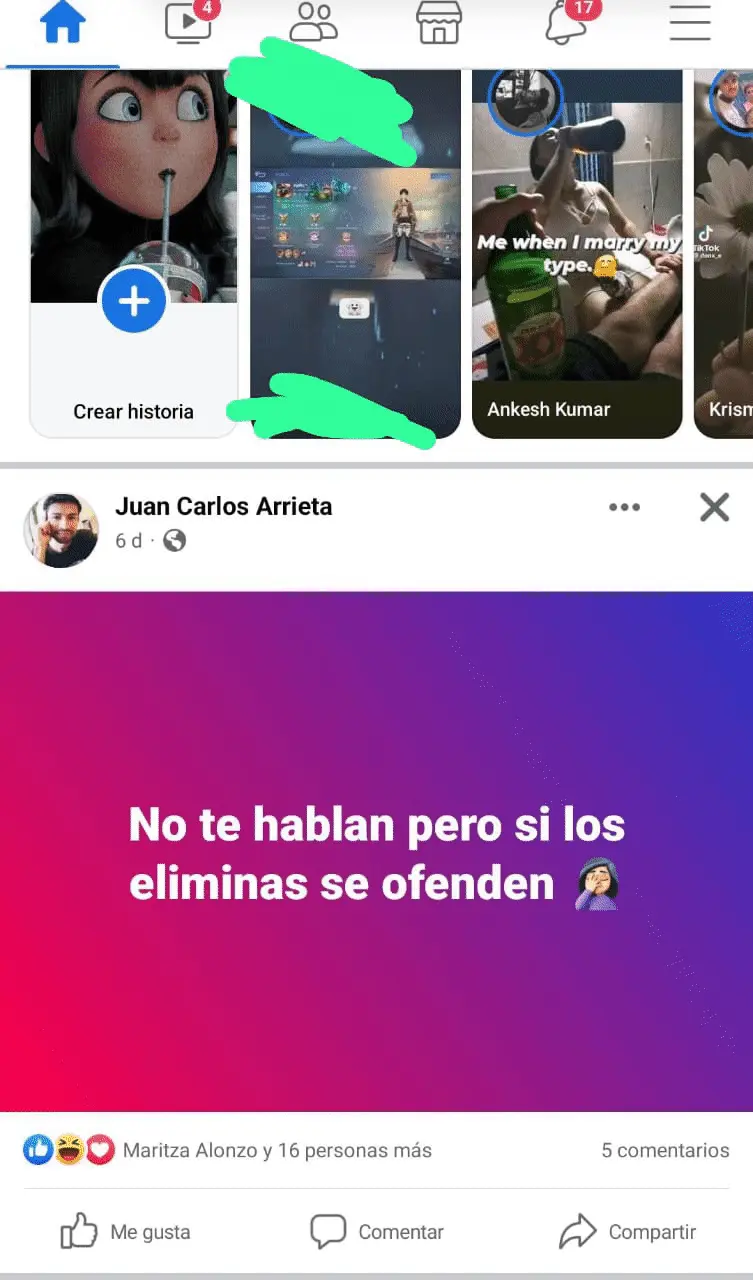 4
17
Me when I marry my
type.🤗
TikTok
Crear historia
Ankesh Kumar
Krism
Juan Carlos Arrieta
6 d ·
No te hablan pero si los
eliminas se ofenden 🤦🏻‍♀️
Maritza Alonzo y 16 personas más
5 comentarios
Me gusta
Comentar
Compartir